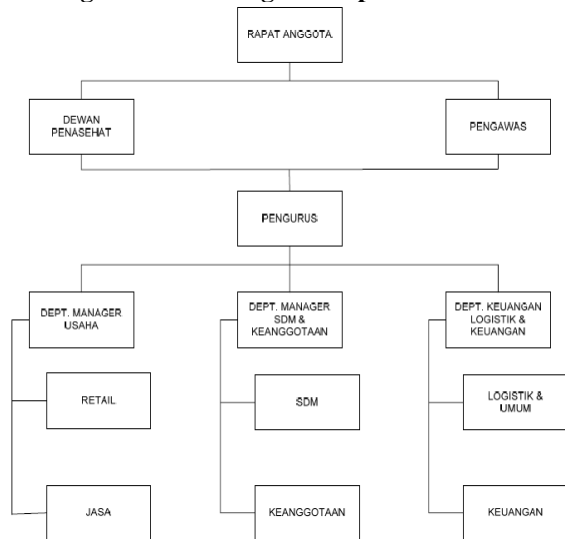 RAPAT ANGGOTA
DEWAN
PENASEHAT
PENGAWAS
PENGURUS
DEPT. MANAGER
USAHA
DEPT. MANAGER
SDM &
KEANGGOTAAN
DEPT. KEUANGAN
LOGISTIK &
KEUANGAN
RETAIL
SDM
LOGISTIK &
UMUM
JASA
KEANGGOTAAN
KEUANGAN